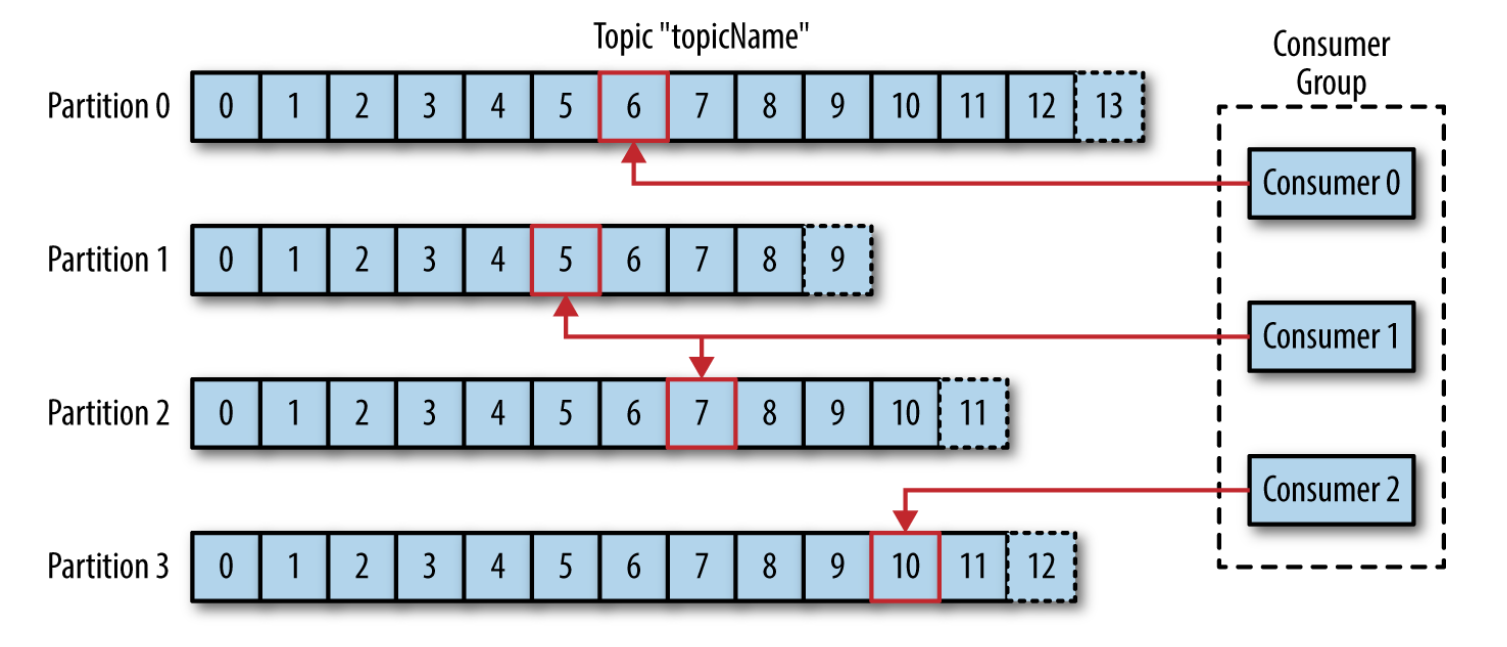 Topic "topicName"
Consumer
Group
Partition 0 0 1 2 3 4 5 6 7 8 9 10 11 12 13
Consumer 0
Partition 1 0 1 2 3 4 5 6 7 8 9
Consumer 1
Partition 2 0 1 2 3 4 5 6 7 8 9 10 11
Consumer 2
Partition 3 0 1 2 3 4 5 6 7 8 9 10 11 12